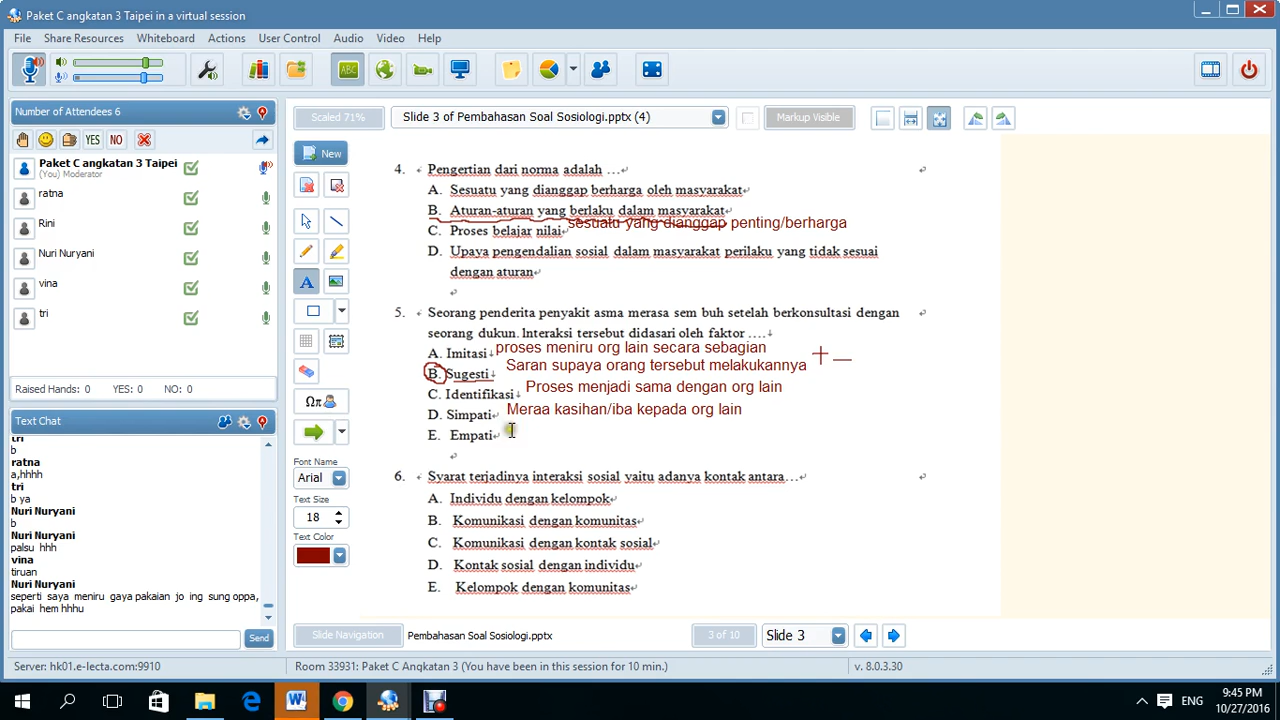 Paket C angkatan 3 Taipei in a virtual session
File Share Resources Whiteboard Actions User Control Audio Video Help
ABC
Number of Attendees 6
YES NO
Paket C angkatan 3 Taipei
(You) Moderator
ratna
Rini
Nuri Nuryani
vina
tri
Raised Hands: 0 YES: 0 NO: 0
Text Chat
tri
b
ratna
a,hhhh
tri
b ya
Nuri Nuryani
b
Nuri Nuryani
palsu hhh
vina
tiruan
Nuri Nuryani
seperti saya meniru gaya pakaian jo ing sung oppa,
pakai hem hhhu
Send
Scaled 71% Slide 3 of Pembahasan Soal Sosiologi.pptx (4) Markup Visible
New
A
Ωπ
Font Name
Arial
Text Size
18
Text Color
4. Pengertian dari norma adalah …
A. Sesuatu yang dianggap berharga oleh masyarakat
B. Aturan-aturan yang berlaku dalam masyarakat
sesuatu yang dianggap penting/berharga
C. Proses belajar nilai
D. Upaya pengendalian sosial dalam masyarakat perilaku yang tidak sesuai
dengan aturan
5. Seorang penderita penyakit asma merasa sem buh setelah berkonsultasi dengan
seorang dukun. Interaksi tersebut didasari oleh faktor ….
A. Imitasi proses meniru org lain secara sebagian + —
B. Sugesti Saran supaya orang tersebut melakukannya
C. Identifikasi Proses menjadi sama dengan org lain
D. Simpati Meraa kasihan/iba kepada org lain
E. Empati
6. Syarat terjadinya interaksi sosial yaitu adanya kontak antara…
A. Individu dengan kelompok
B. Komunikasi dengan komunitas
C. Komunikasi dengan kontak sosial
D. Kontak sosial dengan individu
E. Kelompok dengan komunitas
Slide Navigation Pembahasan Soal Sosiologi.pptx 3 of 10 Slide 3
Server: hk01.e-lecta.com:9910 Room 33931: Paket C Angkatan 3 (You have been in this session for 10 min.) v. 8.0.3.30
ENG 9:45 PM
10/27/2016